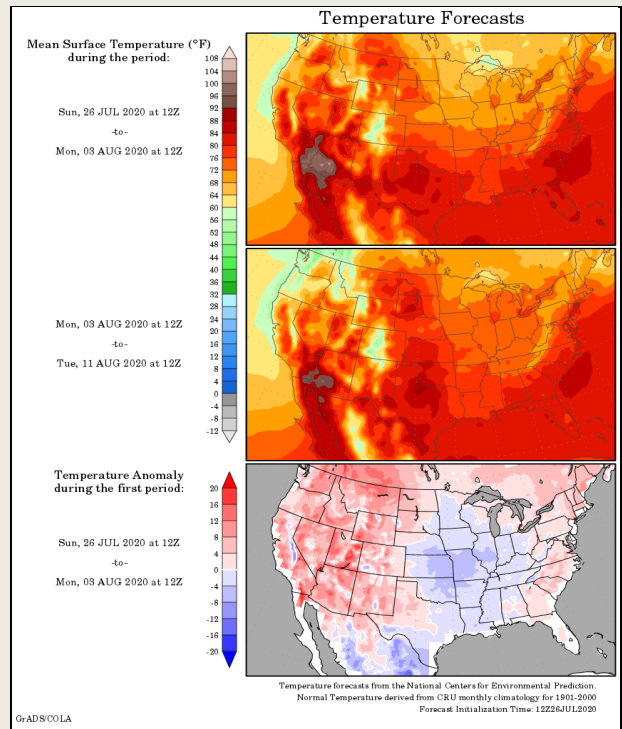 Temperature Forecasts
Mean Surface Temperature (°F)
during the period:
Sun, 26 JUL 2020 at 12Z
-to-
Mon, 03 AUG 2020 at 12Z
108
104
100
96
92
88
84
80
76
72
68
64
60
56
52
48
44
40
36
32
28
24
20
16
12
8
4
0
-4
-8
-12
Mon, 03 AUG 2020 at 12Z
-to-
Tue, 11 AUG 2020 at 12Z
Temperature Anomaly
during the first period:
Sun, 26 JUL 2020 at 12Z
-to-
Mon, 03 AUG 2020 at 12Z
20
16
12
8
4
0
-4
-8
-12
-16
-20
Temperature forecasts from the National Centers for Environmental Prediction.
Normal Temperature derived from CRU monthly climatology for 1901-2000
Forecast Initialization Time: 12Z26JUL2020
GrADS/COLA